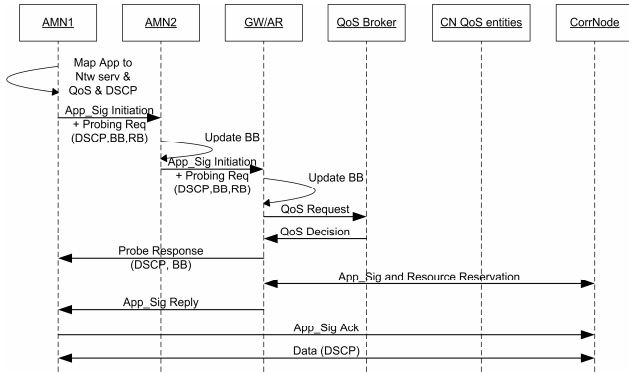 AMN1
AMN2
GW/AR
QoS Broker
CN QoS entities
CorrNode
Map App to
Ntw serv &
QoS & DSCP
App_Sig Initiation
+ Probing Req
(DSCP,BB,RB)
Update BB
App_Sig Initiation
+ Probing Req
(DSCP,BB,RB)
Update BB
QoS Request
QoS Decision
Probe Response
(DSCP, BB)
App_Sig and Resource Reservation
App_Sig Reply
App_Sig Ack
Data (DSCP)